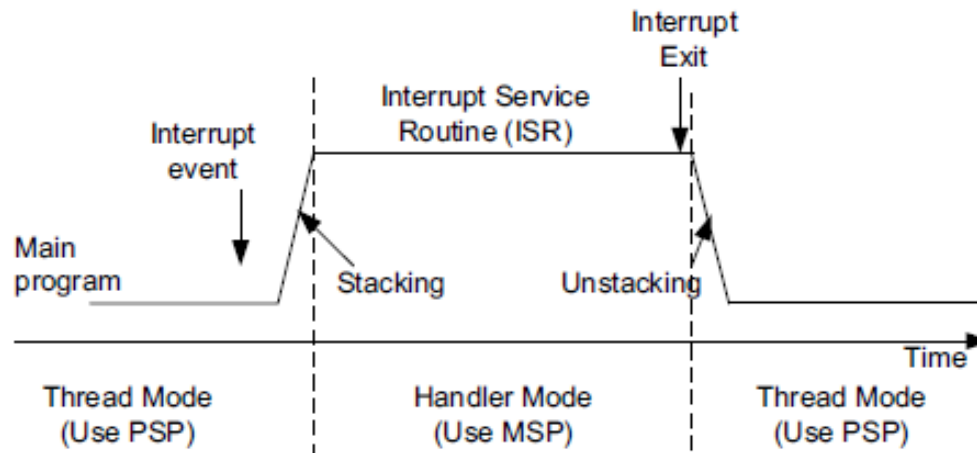 Interrupt
Exit
Interrupt Service
Routine (ISR)
Interrupt
event
Main
program
Stacking
Unstacking
Time
Thread Mode
(Use PSP)
Handler Mode
(Use MSP)
Thread Mode
(Use PSP)